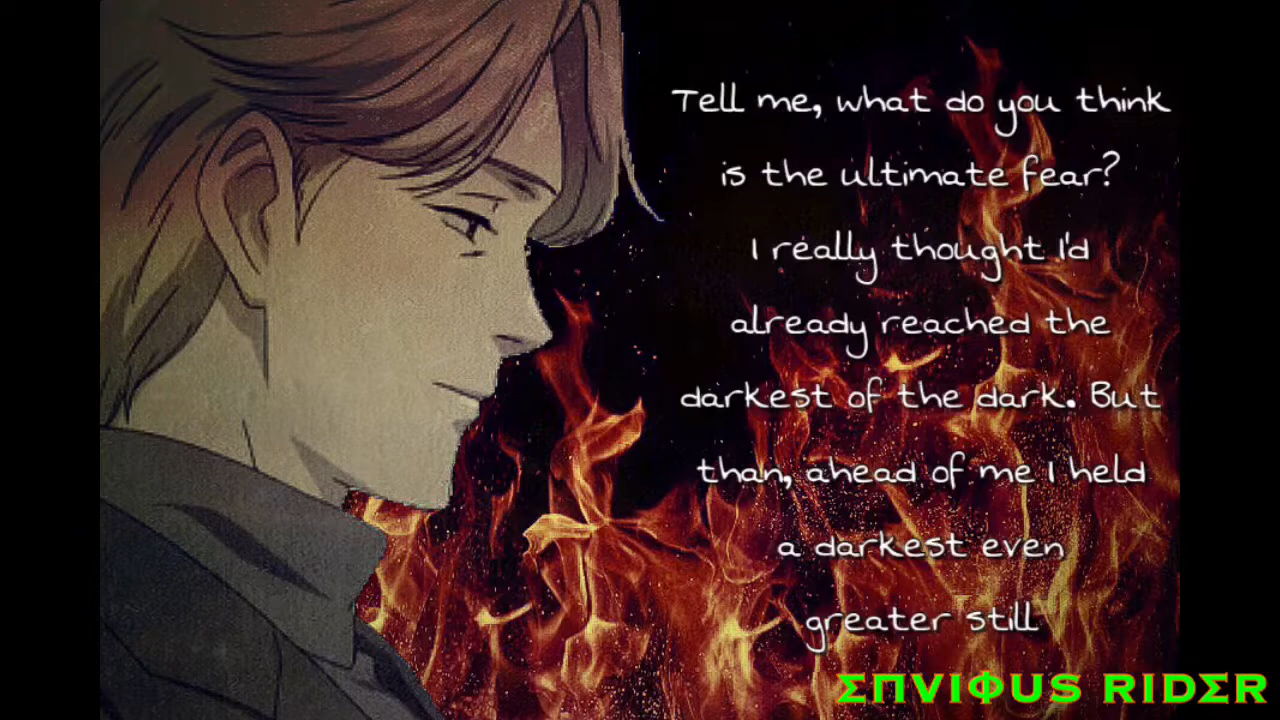 Tell me, what do you think
is the ultimate fear?
I really thought I'd
already reached the
darkest of the dark. But
than, ahead of me I held
a darkest even
greater still
ΣПVIФUS RIDΣR